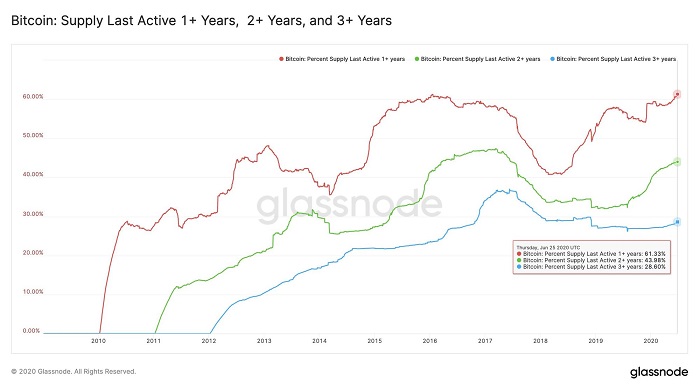 Bitcoin: Supply Last Active 1+ Years, 2+ Years, and 3+ Years
Bitcoin: Percent Supply Last Active 1+ years
Bitcoin: Percent Supply Last Active 2+ years
Bitcoin: Percent Supply Last Active 3+ years
60.00%
50.00%
40.00%
30.00%
20.00%
10.00%
0.00%
glassnode
Thursday, Jun 25 2020 UTC
Bitcoin: Percent Supply Last Active 1+ years: 61.33%
Bitcoin: Percent Supply Last Active 2+ years: 43.98%
Bitcoin: Percent Supply Last Active 3+ years: 28.60%
2010 2011 2012 2013 2014 2015 2016 2017 2018 2019 2020
© 2020 Glassnode. All Rights Reserved.
glassnode